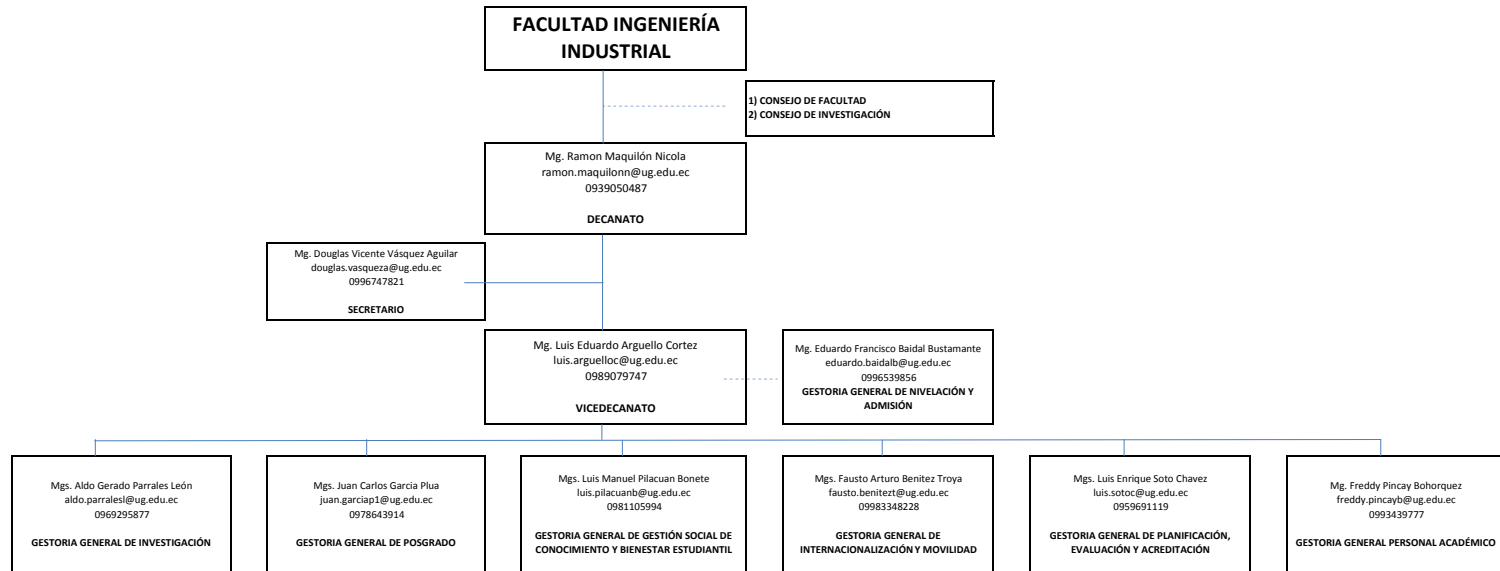 FACULTAD INGENIERÍA
INDUSTRIAL
1) CONSEJO DE FACULTAD
2) CONSEJO DE INVESTIGACIÓN
Mg. Ramon Maquilón Nicola
ramon.maquilonn@ug.edu.ec
0939050487
DECANATO
Mg. Douglas Vicente Vásquez Aguilar
douglas.vasqueza@ug.edu.ec
0996747821
SECRETARIO
Mg. Luis Eduardo Arguello Cortez
luis.arguelloc@ug.edu.ec
0989079747
VICEDECANATO
Mg. Eduardo Francisco Baidal Bustamante
eduardo.baidalb@ug.edu.ec
0996539856
GESTORIA GENERAL DE NIVELACIÓN Y
ADMISIÓN
Mgs. Aldo Gerado Parrales León
aldo.parralesl@ug.edu.ec
0969295877
GESTORIA GENERAL DE INVESTIGACIÓN
Mgs. Juan Carlos Garcia Plua
juan.garciap1@ug.edu.ec
0978643914
GESTORIA GENERAL DE POSGRADO
Mgs. Luis Manuel Pilacuan Bonete
luis.pilacuanb@ug.edu.ec
0981105994
GESTORIA GENERAL DE GESTIÓN SOCIAL DE
CONOCIMIENTO Y BIENESTAR ESTUDIANTIL
Mgs. Fausto Arturo Benitez Troya
fausto.benitezt@ug.edu.ec
09983348228
GESTORIA GENERAL DE
INTERNACIONALIZACIÓN Y MOVILIDAD
Mgs. Luis Enrique Soto Chavez
luis.sotoc@ug.edu.ec
0959691119
GESTORIA GENERAL DE PLANIFICACIÓN,
EVALUACIÓN Y ACREDITACIÓN
Mg. Freddy Pincay Bohorquez
freddy.pincayb@ug.edu.ec
0993439777
GESTORIA GENERAL PERSONAL ACADÉMICO